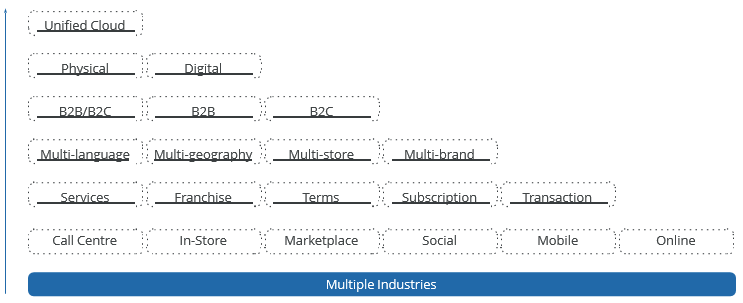 Unified Cloud
Physical Digital
B2B/B2C B2B B2C
Multi-language Multi-geography Multi-store Multi-brand
Services Franchise Terms Subscription Transaction
Call Centre In-Store Marketplace Social Mobile Online
Multiple Industries